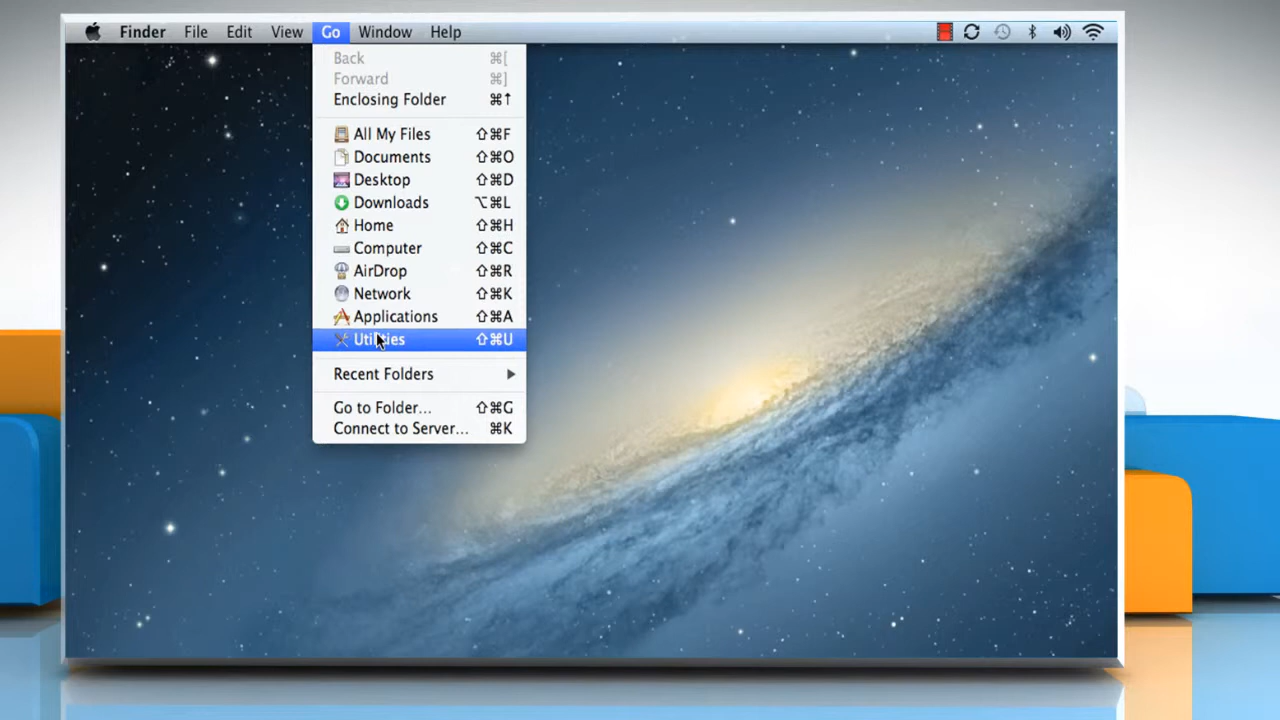 Finder File Edit View Go Window Help
Back ⌘[
Forward ⌘]
Enclosing Folder ⌘↑
All My Files ⇧⌘F
Documents ⇧⌘O
Desktop ⇧⌘D
Downloads ⌥⌘L
Home ⇧⌘H
Computer ⇧⌘C
AirDrop ⇧⌘R
Network ⇧⌘K
Applications ⇧⌘A
Utilities ⇧⌘U
Recent Folders ▶
Go to Folder... ⇧⌘G
Connect to Server... ⌘K